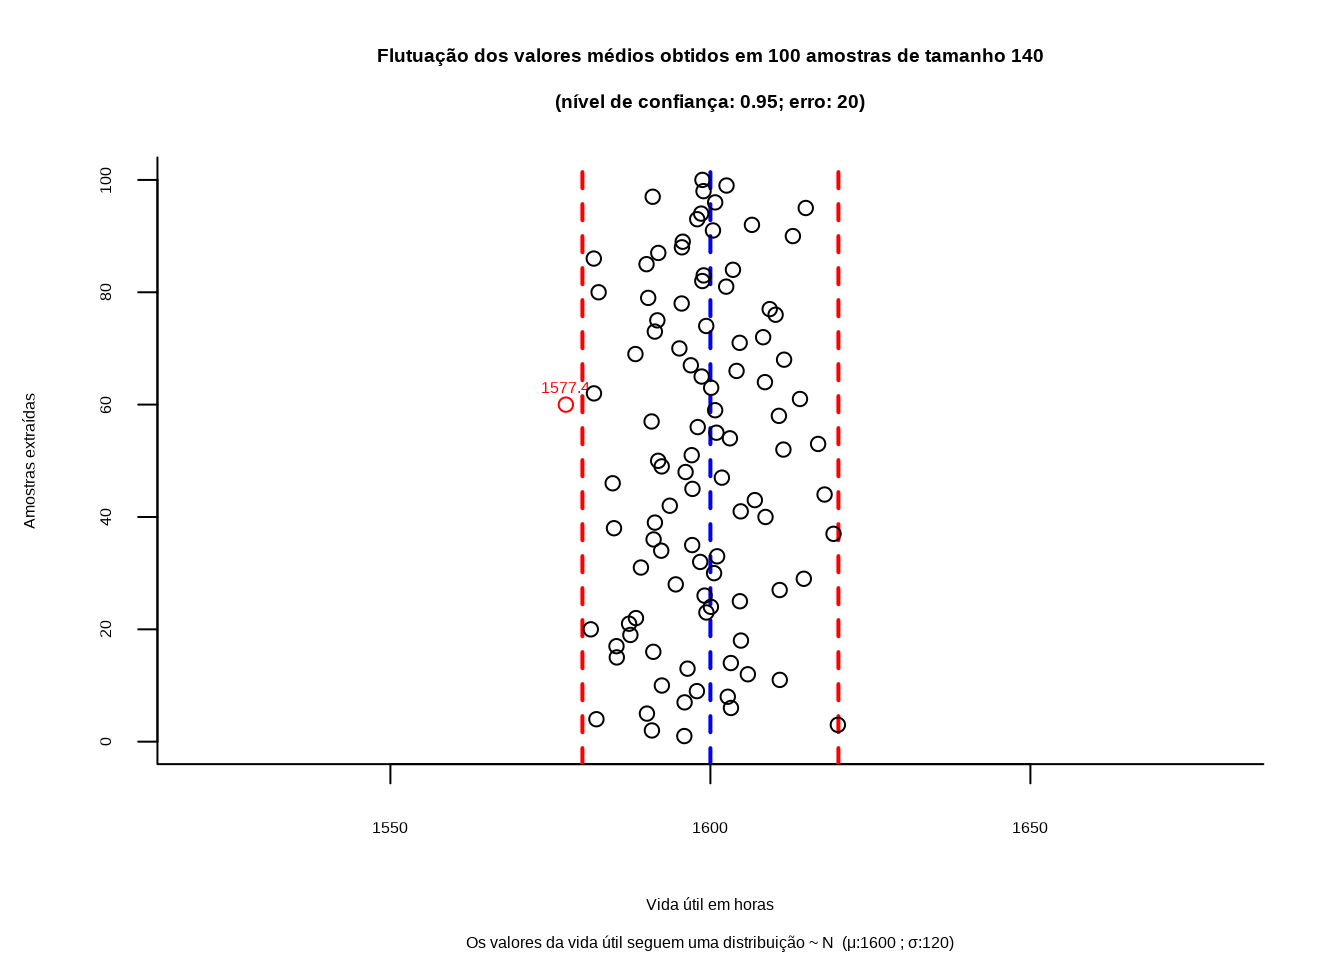 Flutuação dos valores médios obtidos em 100 amostras de tamanho 140
(nível de confiança: 0.95; erro: 20)
Amostras extraídas
100
80
60
40
20
0
1577.4
1550
1600
1650
Vida útil em horas
Os valores da vida útil seguem uma distribuição ~ N  (μ:1600 ; σ:120)